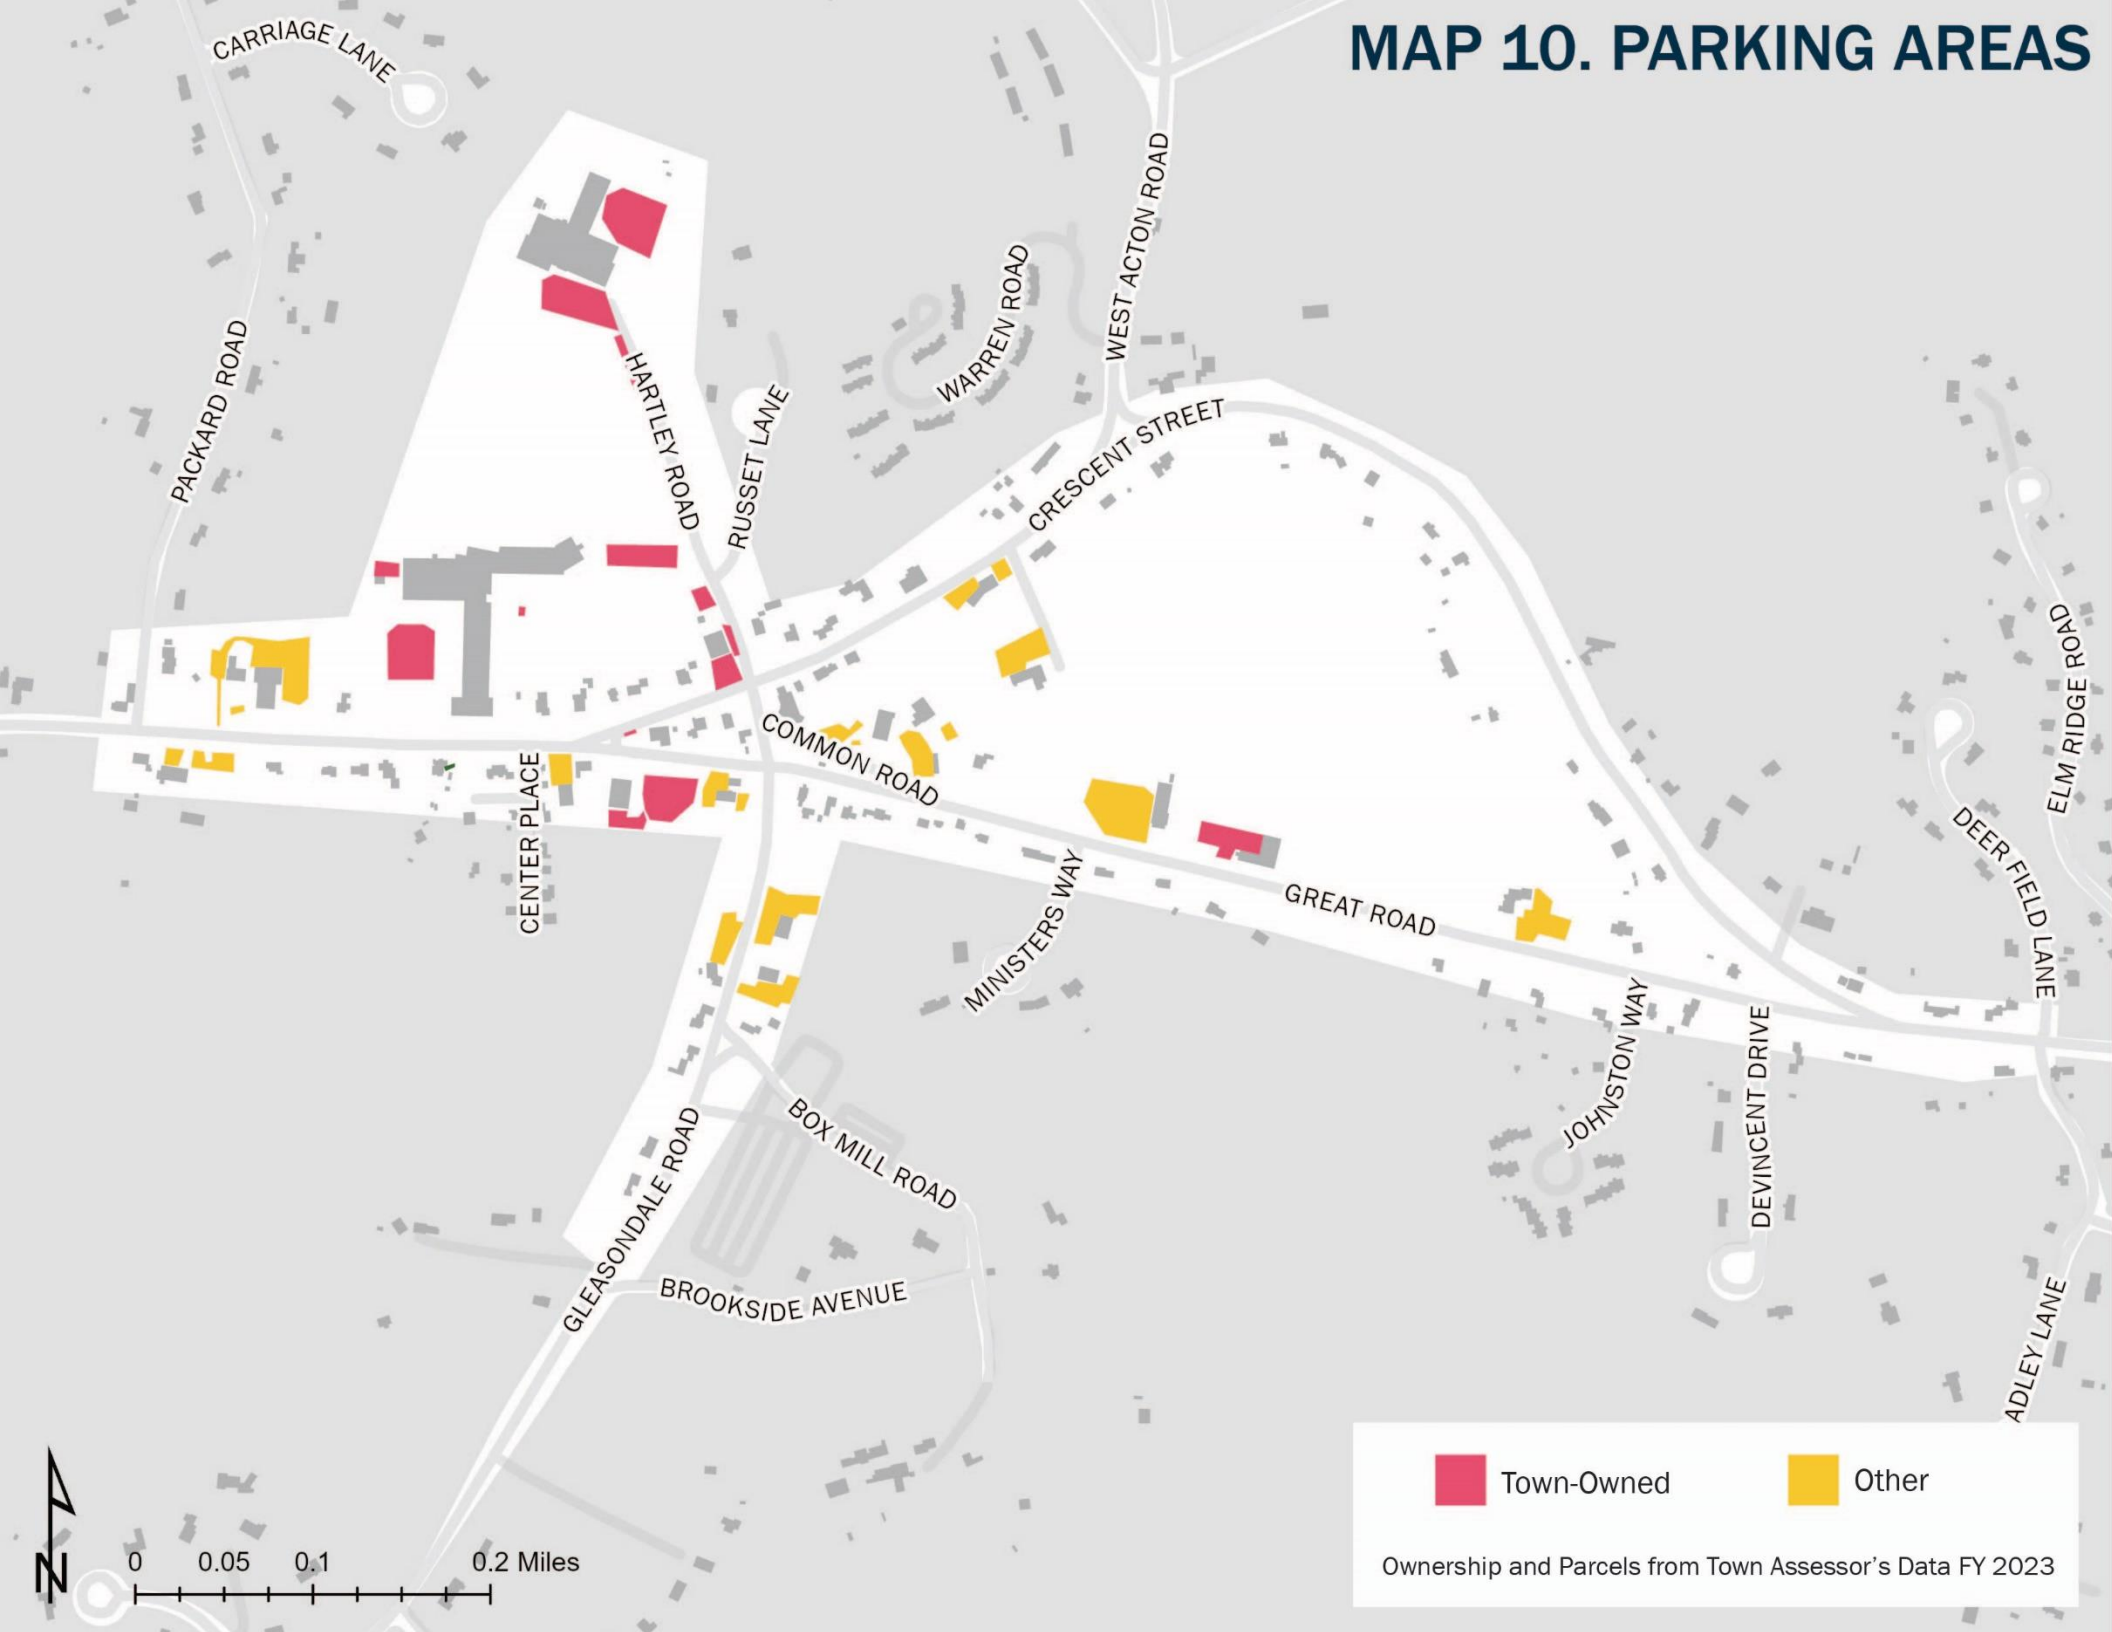 MAP 10. PARKING AREAS
CARRIAGE LANE
WEST ACTON ROAD
WARREN ROAD
PACKARD ROAD
HARTLEY ROAD
RUSSET LANE
CRESCENT STREET
ELM RIDGE ROAD
COMMON ROAD
CENTER PLACE
DEER FIELD LANE
MINISTERS WAY
GREAT ROAD
JOHNSTON WAY
DEVINCENT DRIVE
BOX MILL ROAD
GLEASONDALE ROAD
BROOKSIDE AVENUE
ADLEY LANE
Town-Owned
Other
Ownership and Parcels from Town Assessor's Data FY 2023
N
0 0.05 0.1 0.2 Miles